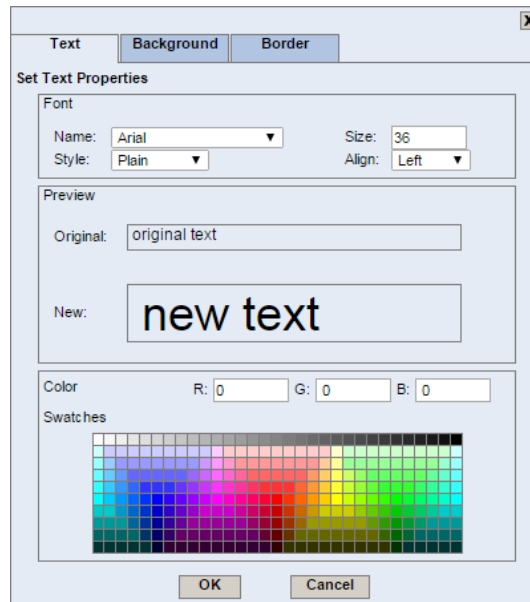 X
Text Background Border
Set Text Properties
Font
Name: Arial Size: 36
Style: Plain Align: Left
Preview
Original: original text
New: new text
Color R: 0 G: 0 B: 0
Swatches
OK Cancel